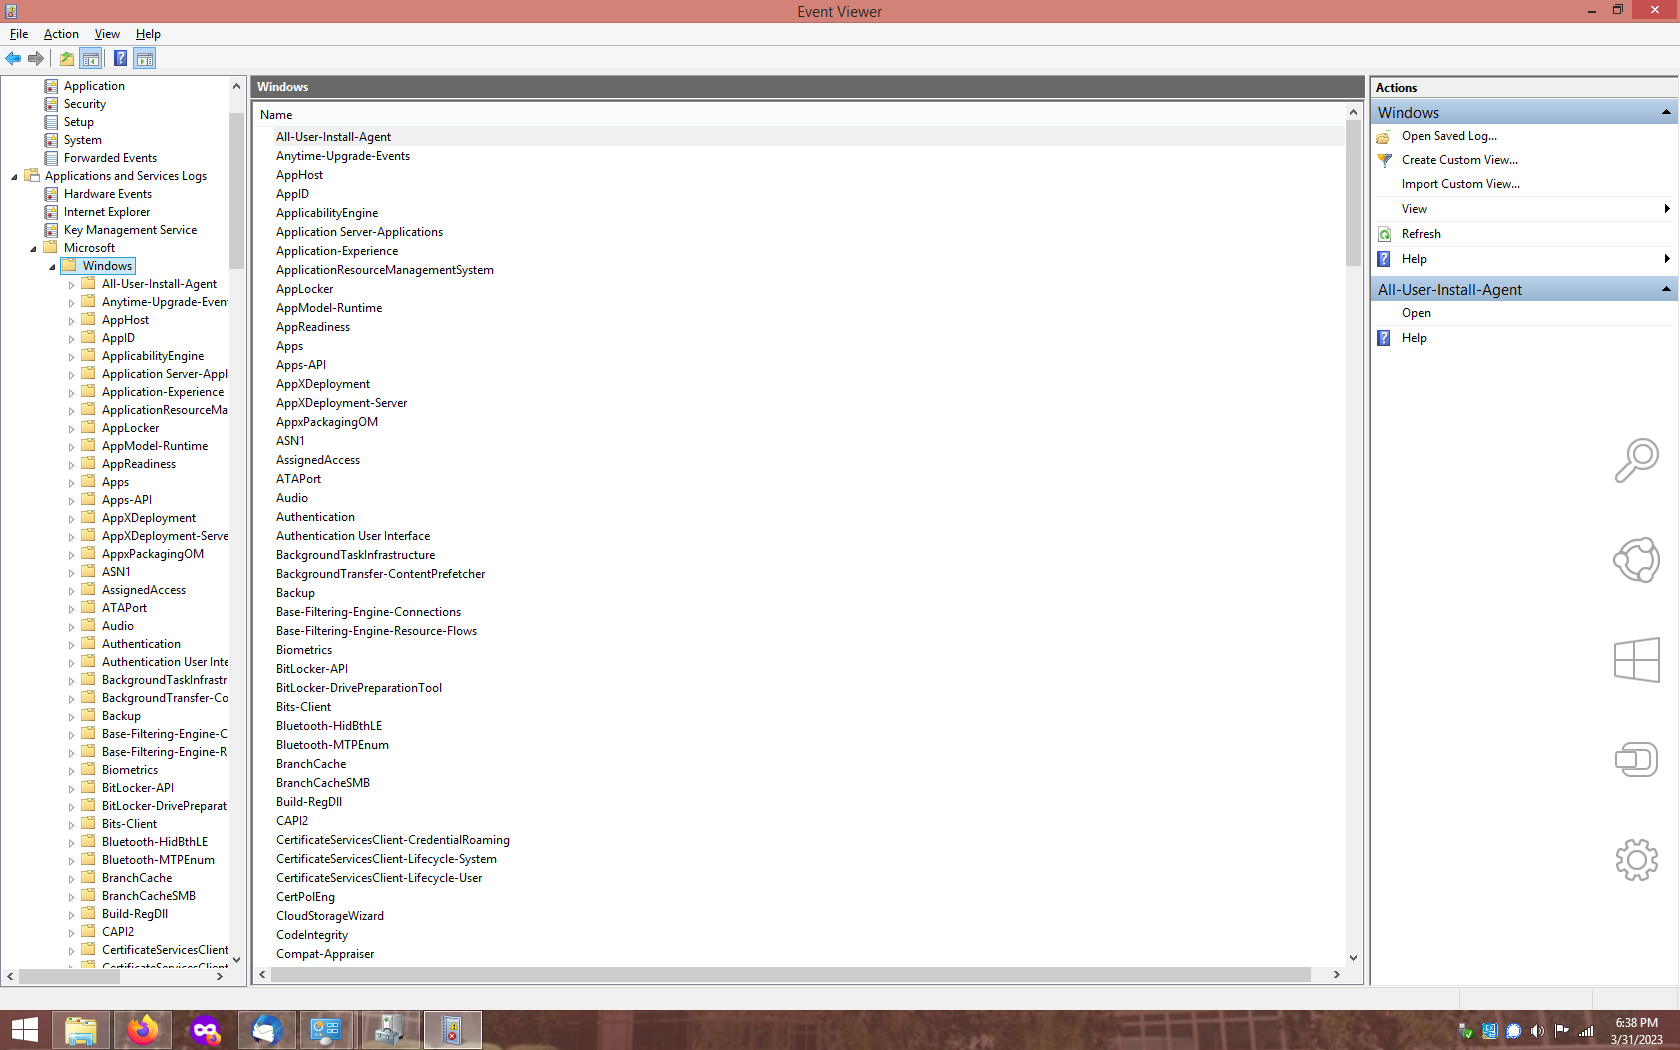 Event Viewer
File Action View Help
Application
Security
Setup
System
Forwarded Events
Applications and Services Logs
Hardware Events
Internet Explorer
Key Management Service
Microsoft
Windows
All-User-Install-Agent
Anytime-Upgrade-Even
AppHost
AppID
ApplicabilityEngine
Application Server-Appl
Application-Experience
ApplicationResourceMa
AppLocker
AppModel-Runtime
AppReadiness
Apps
Apps-API
AppXDeployment
AppXDeployment-Serve
AppxPackagingOM
ASN1
AssignedAccess
ATAPort
Audio
Authentication
Authentication User Inte
BackgroundTaskInfrastr
BackgroundTransfer-Co
Backup
Base-Filtering-Engine-C
Base-Filtering-Engine-R
Biometrics
BitLocker-API
BitLocker-DrivePreparat
Bits-Client
Bluetooth-HidBthLE
Bluetooth-MTPEnum
BranchCache
BranchCacheSMB
Build-RegDll
CAPI2
CertificateServicesClient
CertificateServicesClient
Windows
Name
All-User-Install-Agent
Anytime-Upgrade-Events
AppHost
AppID
ApplicabilityEngine
Application Server-Applications
Application-Experience
ApplicationResourceManagementSystem
AppLocker
AppModel-Runtime
AppReadiness
Apps
Apps-API
AppXDeployment
AppXDeployment-Server
AppxPackagingOM
ASN1
AssignedAccess
ATAPort
Audio
Authentication
Authentication User Interface
BackgroundTaskInfrastructure
BackgroundTransfer-ContentPrefetcher
Backup
Base-Filtering-Engine-Connections
Base-Filtering-Engine-Resource-Flows
Biometrics
BitLocker-API
BitLocker-DrivePreparationTool
Bits-Client
Bluetooth-HidBthLE
Bluetooth-MTPEnum
BranchCache
BranchCacheSMB
Build-RegDll
CAPI2
CertificateServicesClient-CredentialRoaming
CertificateServicesClient-Lifecycle-System
CertificateServicesClient-Lifecycle-User
CertPolEng
CloudStorageWizard
CodeIntegrity
Compat-Appraiser
Actions
Windows
Open Saved Log...
Create Custom View...
Import Custom View...
View
Refresh
Help
All-User-Install-Agent
Open
Help
6:38 PM
3/31/2023